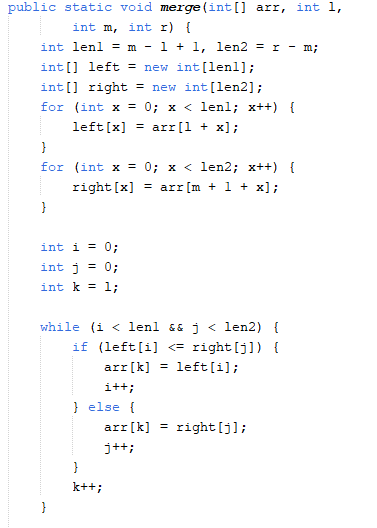 public static void merge(int[] arr, int l,
int m, int r) {
int len1 = m - l + 1, len2 = r - m;
int[] left = new int[len1];
int[] right = new int[len2];
for (int x = 0; x < len1; x++) {
left[x] = arr[l + x];
}
for (int x = 0; x < len2; x++) {
right[x] = arr[m + 1 + x];
}
int i = 0;
int j = 0;
int k = l;
while (i < len1 && j < len2) {
if (left[i] <= right[j]) {
arr[k] = left[i];
i++;
} else {
arr[k] = right[j];
j++;
}
k++;
}